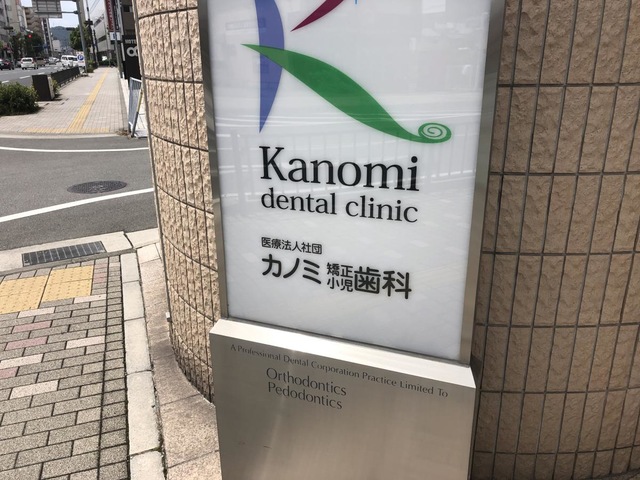 Kanomi
dental clinic
医療法人社団
カノミ矯正小児歯科
A Professional Dental Corporation Practice Limited To
Orthodontics
Pedodontics